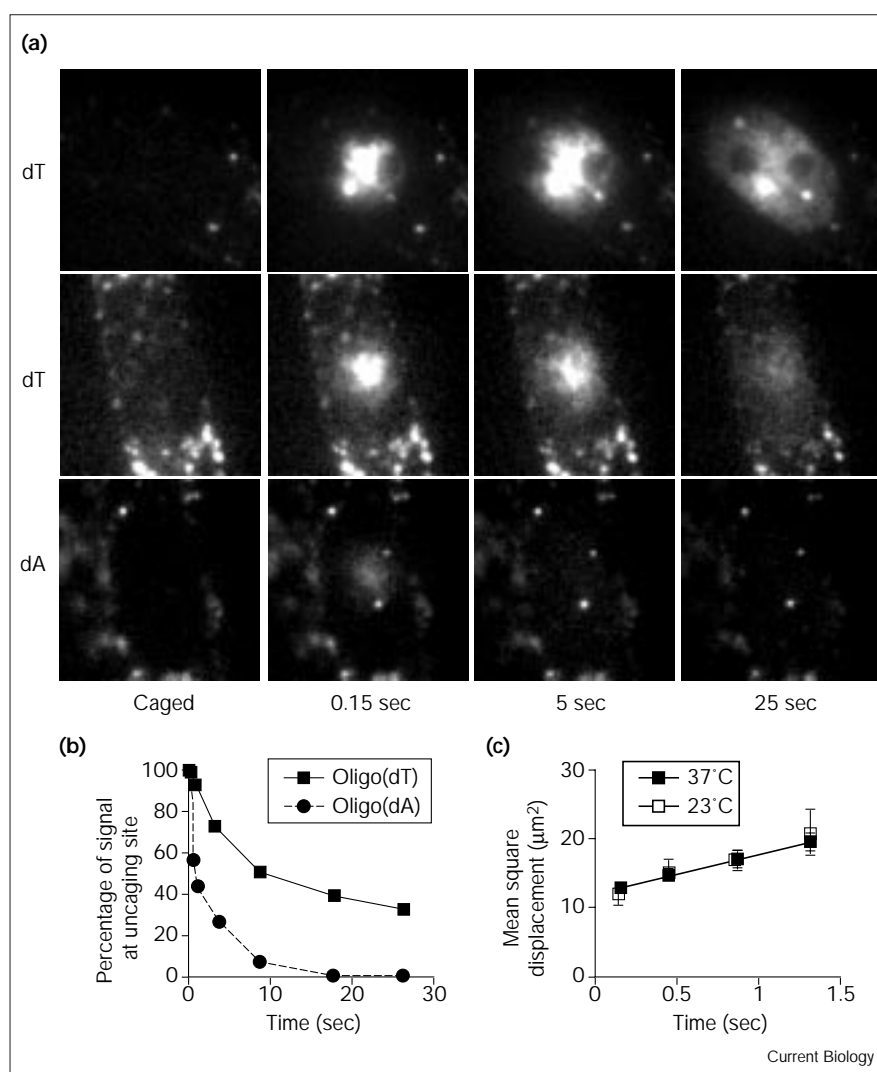 (a)
dT
dT
dA
Caged 0.15 sec 5 sec 25 sec
(b)
100
80
60
40
20
0
Percentage of signal
at uncaging site
Oligo(dT)
Oligo(dA)
0 10 20 30
Time (sec)
(c)
30
20
10
0
Mean square
displacement (μm²)
37˚C
23˚C
0 0.5 1 1.5
Time (sec)
Current Biology